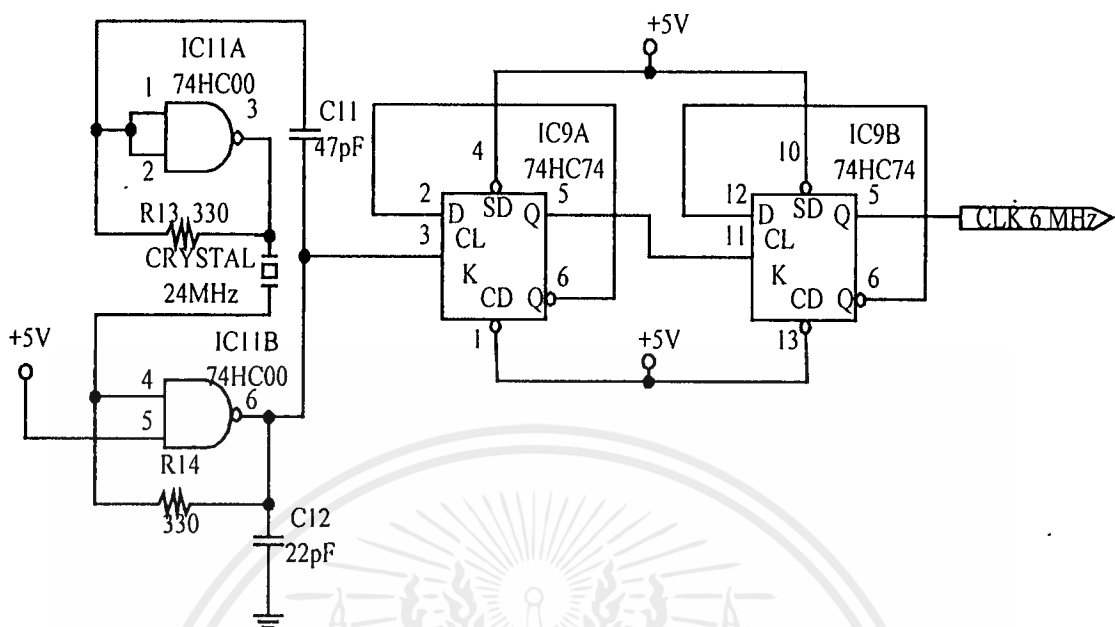 IC11A
74HC00
1
3
2
C11
47pF
R13 330
CRYSTAL
24MHz
+5V
IC11B
74HC00
4
6
5
R14
330
C12
22pF
+5V
IC9A
74HC74
4
2
5
D
SD
Q
3
CL
K
6
CD
Q
1
+5V
IC9B
74HC74
10
12
5
D
SD
Q
11
CL
K
6
CD
Q
13
CLK 6 MHz